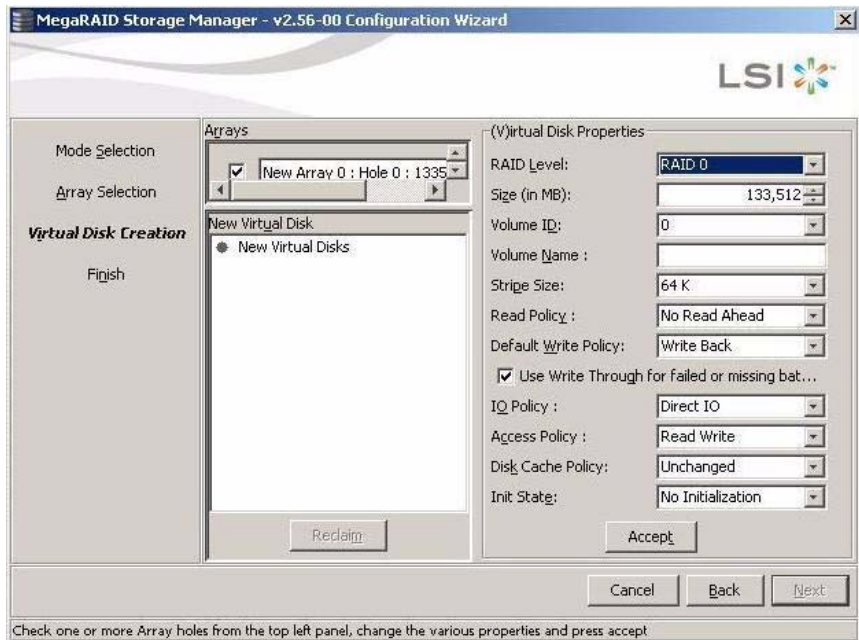 MegaRAID Storage Manager - v2.56-00 Configuration Wizard
LSI
Mode Selection
Array Selection
Virtual Disk Creation
Finish
Arrays
New Array 0 : Hole 0 : 1335
New Virtual Disk
New Virtual Disks
Reclaim
(V)irtual Disk Properties
RAID Level: RAID 0
Size (in MB): 133,512
Volume ID: 0
Volume Name :
Stripe Size: 64 K
Read Policy : No Read Ahead
Default Write Policy: Write Back
Use Write Through for failed or missing bat...
IO Policy : Direct IO
Access Policy : Read Write
Disk Cache Policy: Unchanged
Init State: No Initialization
Accept
Cancel Back Next
Check one or more Array holes from the top left panel, change the various properties and press accept